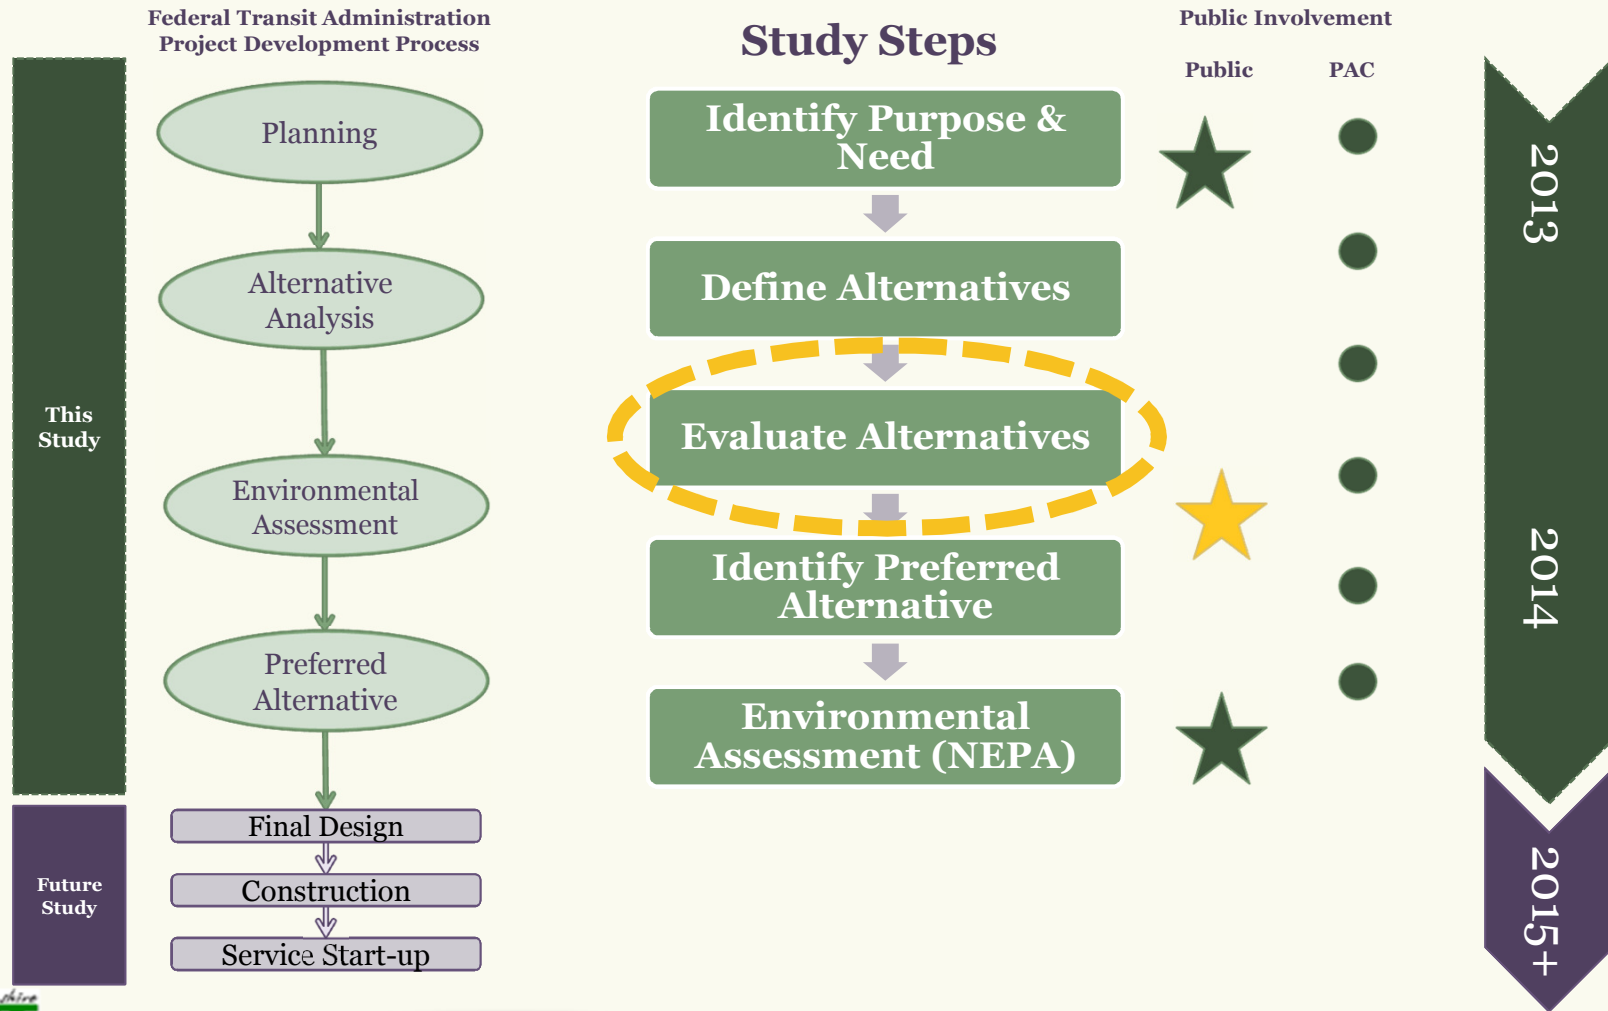 Federal Transit Administration
Project Development Process
Study Steps
Public Involvement
Public
PAC
This
Study
Future
Study
Planning
Alternative
Analysis
Environmental
Assessment
Preferred
Alternative
Final Design
Construction
Service Start-up
Identify Purpose &
Need
Define Alternatives
Evaluate Alternatives
Identify Preferred
Alternative
Environmental
Assessment (NEPA)
2013
2014
2015+